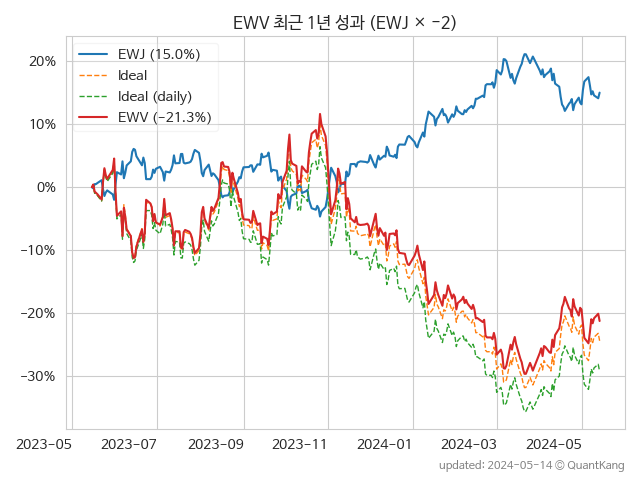 EWV 최근 1년 성과 (EWJ × −2)
EWJ (15.0%)
Ideal
Ideal (daily)
EWV (−21.3%)
20%
10%
0%
−10%
−20%
−30%
2023-05
2023-07
2023-09
2023-11
2024-01
2024-03
2024-05
updated: 2024-05-14 © QuantKang